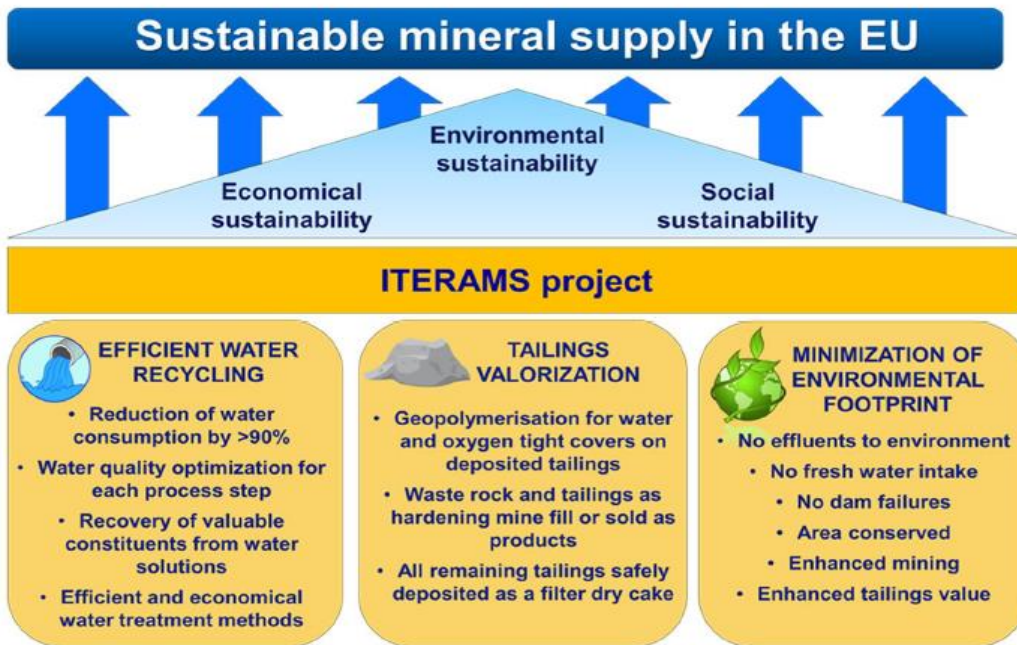 Sustainable mineral supply in the EU
Environmental
sustainability
Economical
sustainability
Social
sustainability
ITERAMS project
EFFICIENT WATER
RECYCLING
• Reduction of water
consumption by >90%
• Water quality optimization for
each process step
• Recovery of valuable
constituents from water
solutions
• Efficient and economical
water treatment methods
TAILINGS
VALORIZATION
• Geopolymerisation for water
and oxygen tight covers on
deposited tailings
• Waste rock and tailings as
hardening mine fill or sold as
products
• All remaining tailings safely
deposited as a filter dry cake
MINIMIZATION OF
ENVIRONMENTAL
FOOTPRINT
• No effluents to environment
• No fresh water intake
• No dam failures
• Area conserved
• Enhanced mining
• Enhanced tailings value